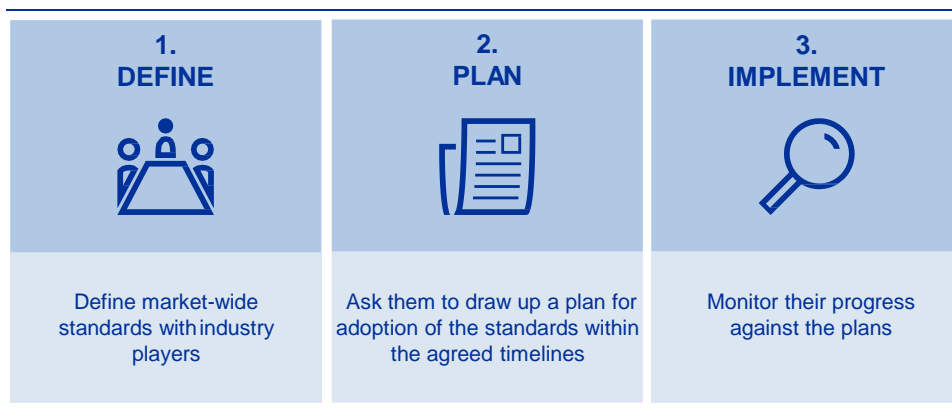 1.
DEFINE
Define market-wide
standards with industry
players
2.
PLAN
Ask them to draw up a plan for
adoption of the standards within
the agreed timelines
3.
IMPLEMENT
Monitor their progress
against the plans